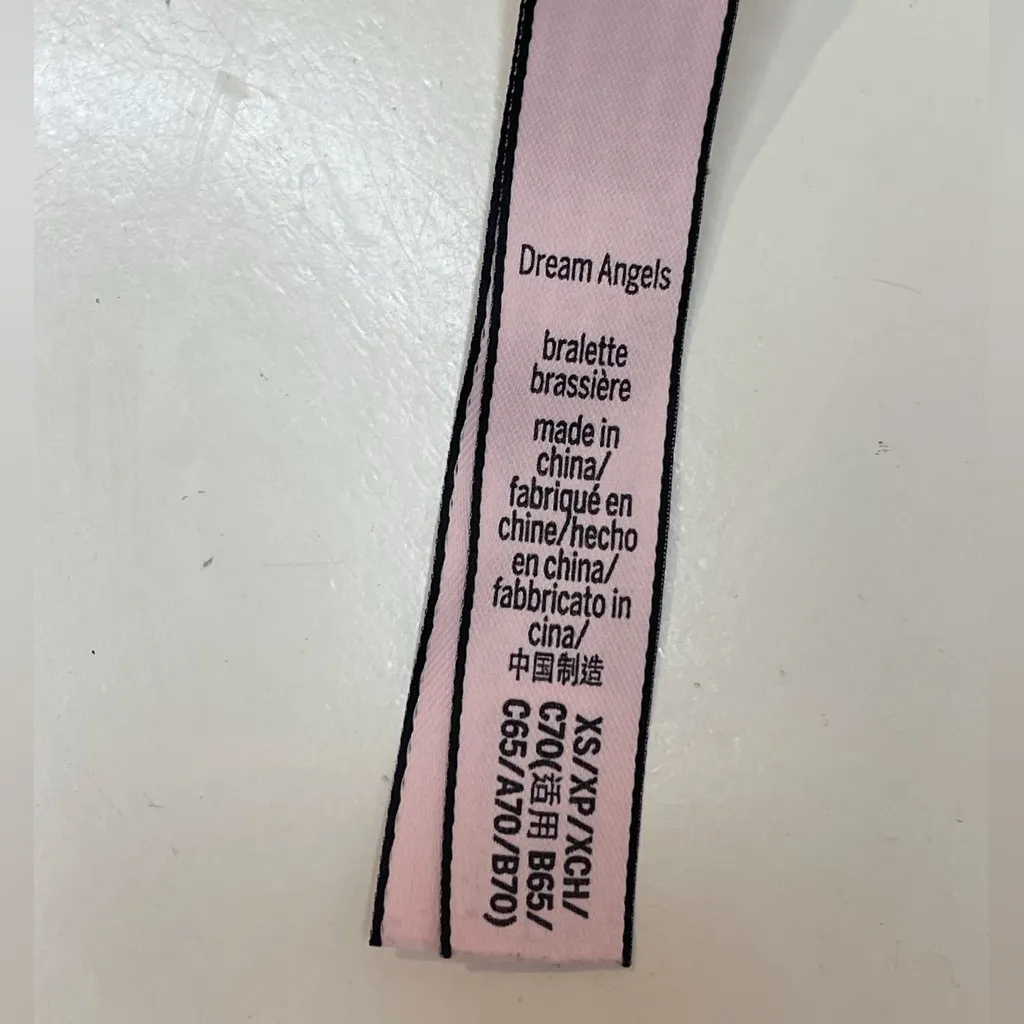 Dream Angels
bralette
brassière
made in
china/
fabriqué en
chine/hecho
en china/
fabbricato in
cina/
中国制造
XS/XP/XCH/
C70(适用 B65/
C65/A70/B70)